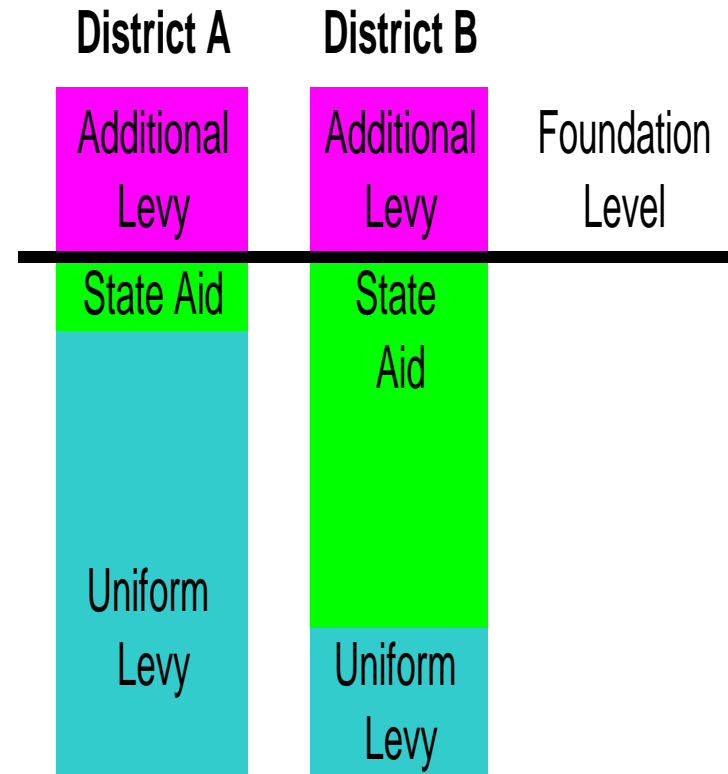 District A
District B
Additional
Levy
Additional
Levy
Foundation
Level
State Aid
State
Aid
Uniform
Levy
Uniform
Levy